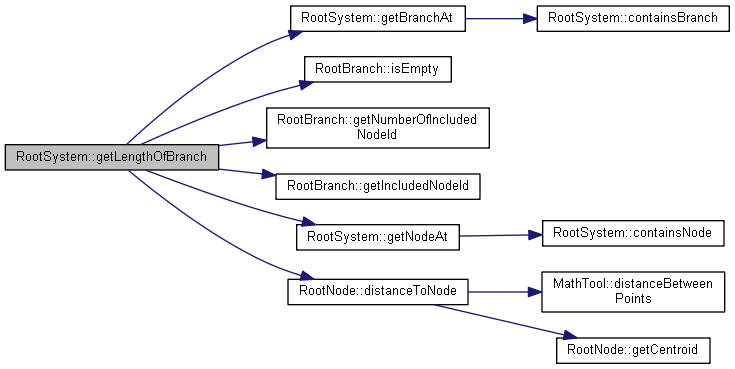 RootSystem::getLengthOfBranch
RootSystem::getBranchAt
RootSystem::containsBranch
RootBranch::isEmpty
RootBranch::getNumberOfIncluded
NodeId
RootBranch::getIncludedNodeId
RootSystem::getNodeAt
RootSystem::containsNode
RootNode::distanceToNode
MathTool::distanceBetween
Points
RootNode::getCentroid